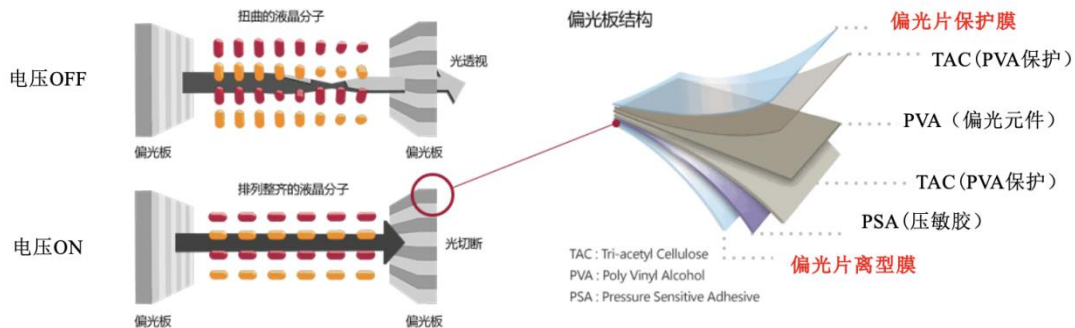 扭曲的液晶分子
电压OFF
光透视
偏光板
偏光板
排列整齐的液晶分子
电压ON
光切断
偏光板
偏光板
偏光板结构
偏光片保护膜
TAC(PVA保护)
PVA（偏光元件）
TAC(PVA保护)
PSA(压敏胶)
偏光片离型膜
TAC : Tri-acetyl Cellulose
PVA : Poly Vinyl Alcohol
PSA : Pressure Sensitive Adhesive